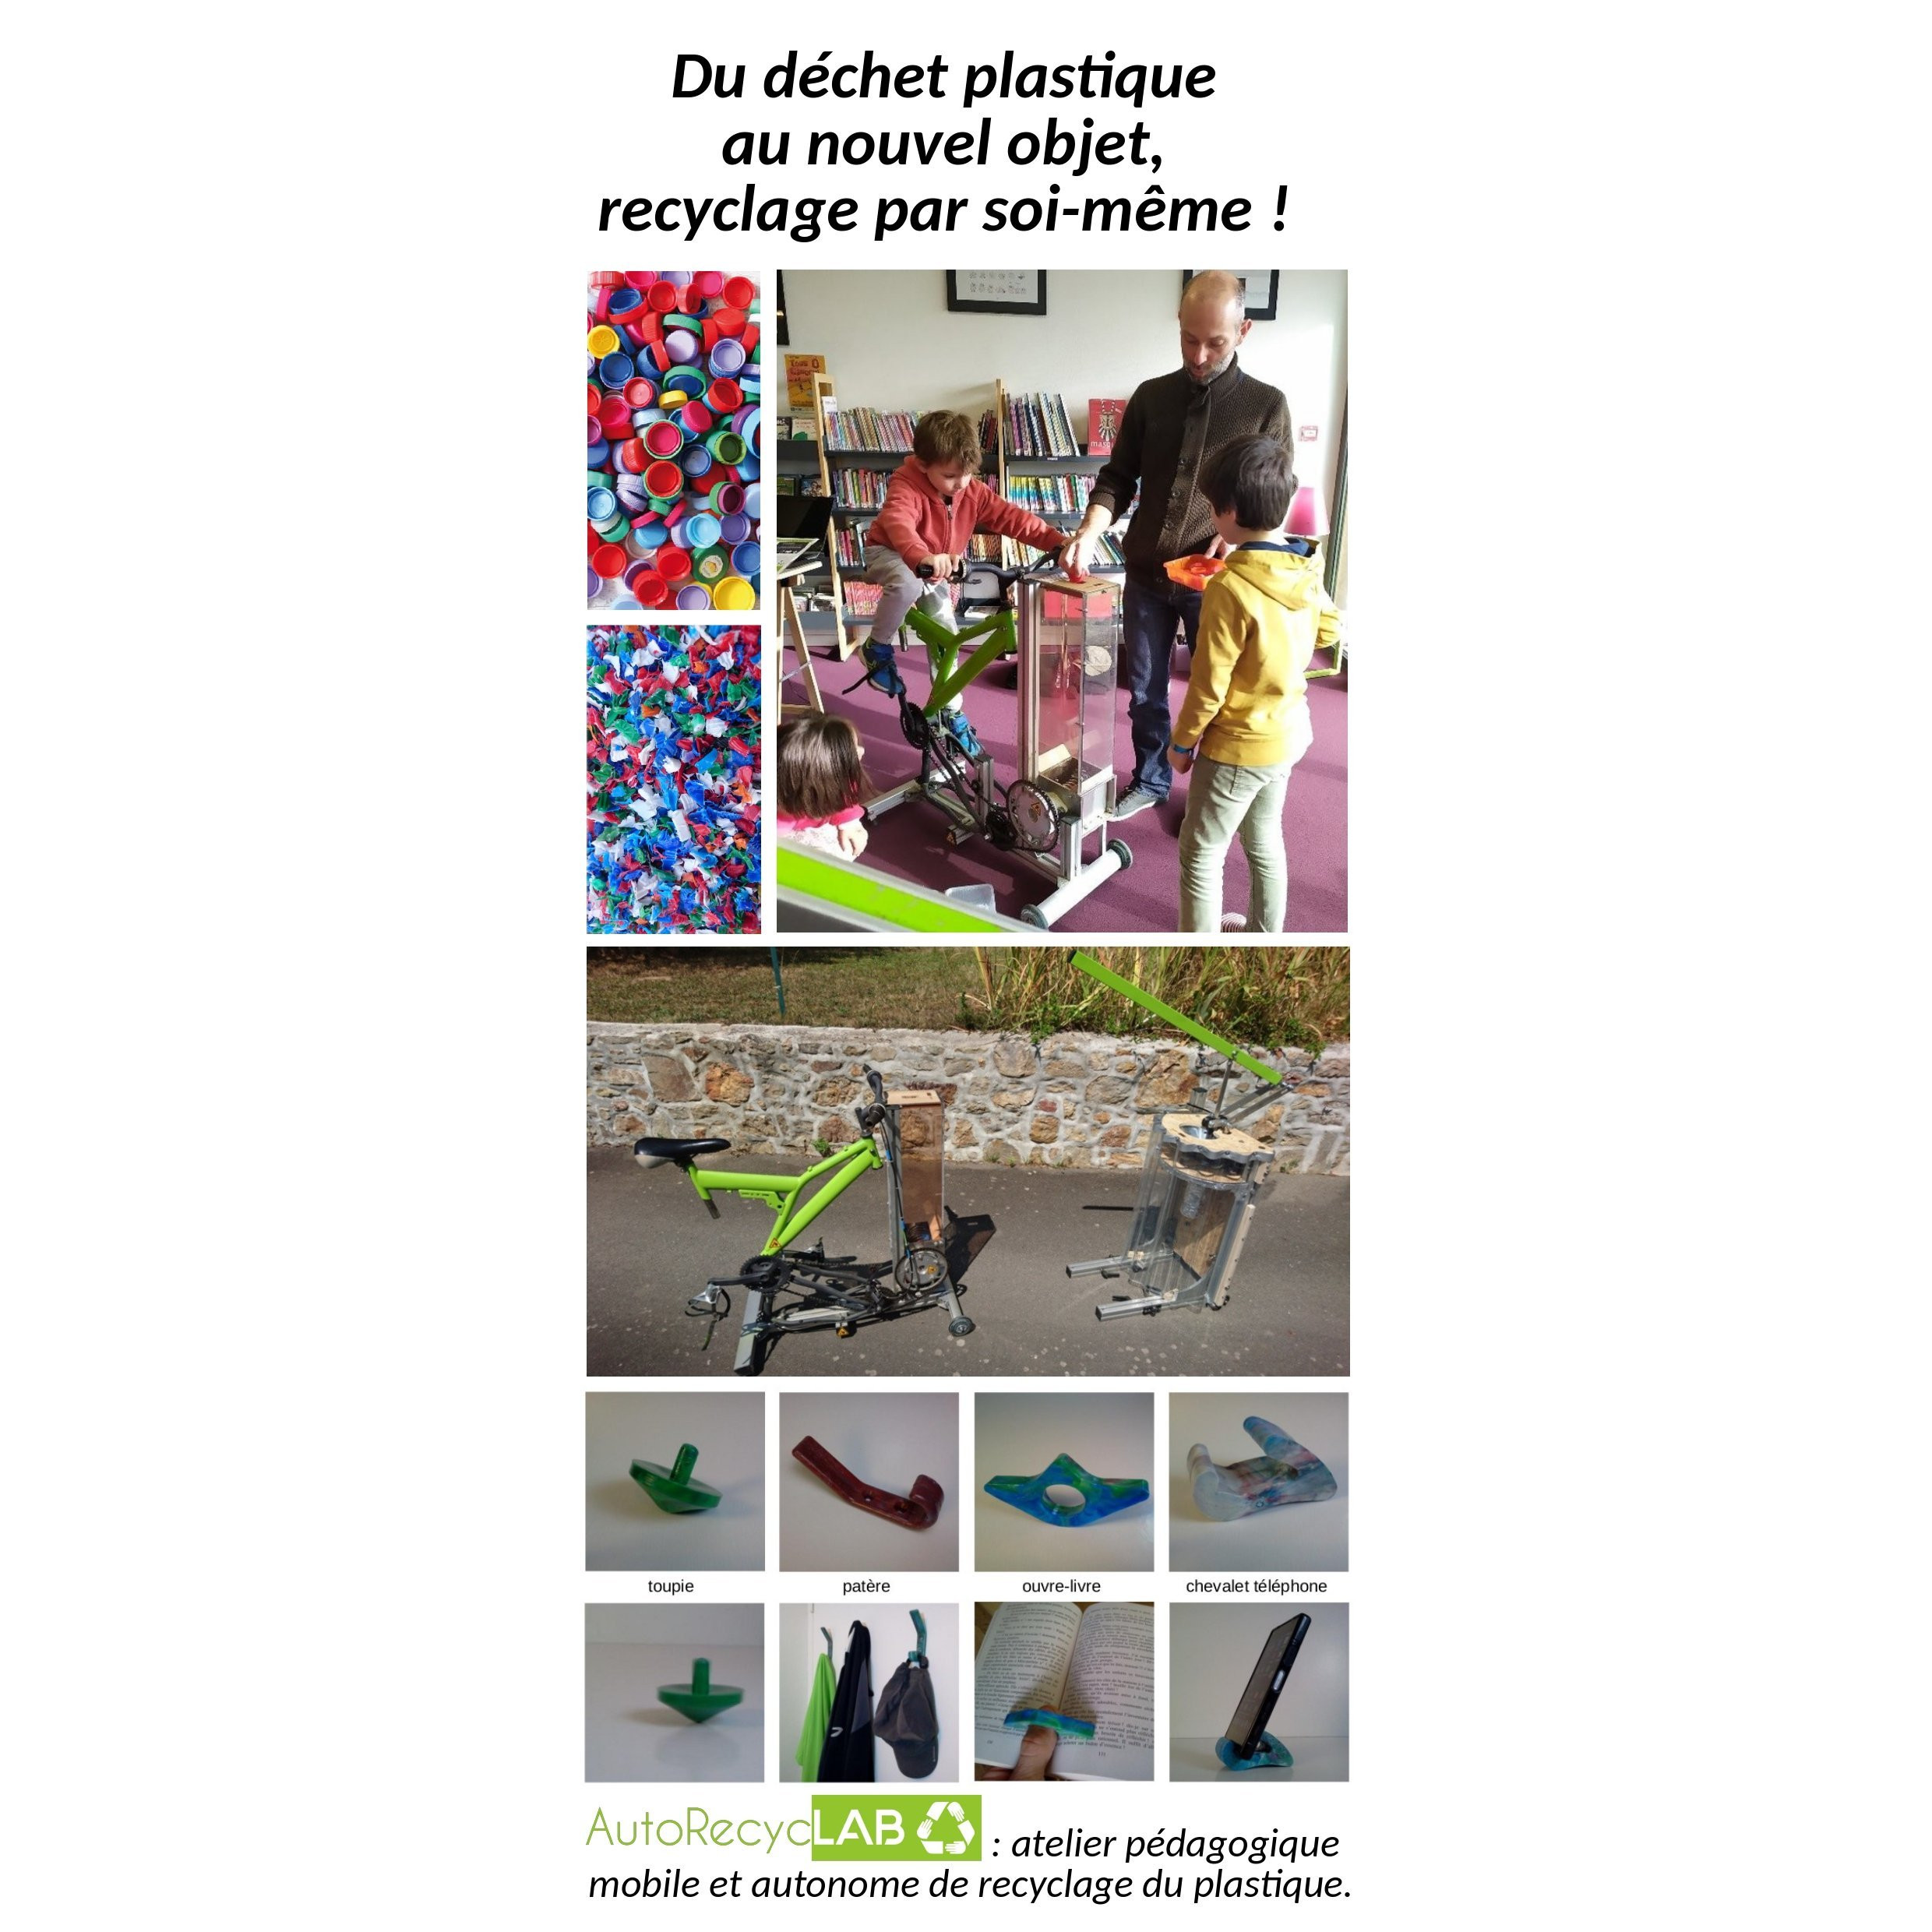 Du déchet plastique
au nouvel objet,
recyclage par soi-même !
toupie
patère
ouvre-livre
chevalet téléphone
AutoRecycLAB : atelier pédagogique
mobile et autonome de recyclage du plastique.